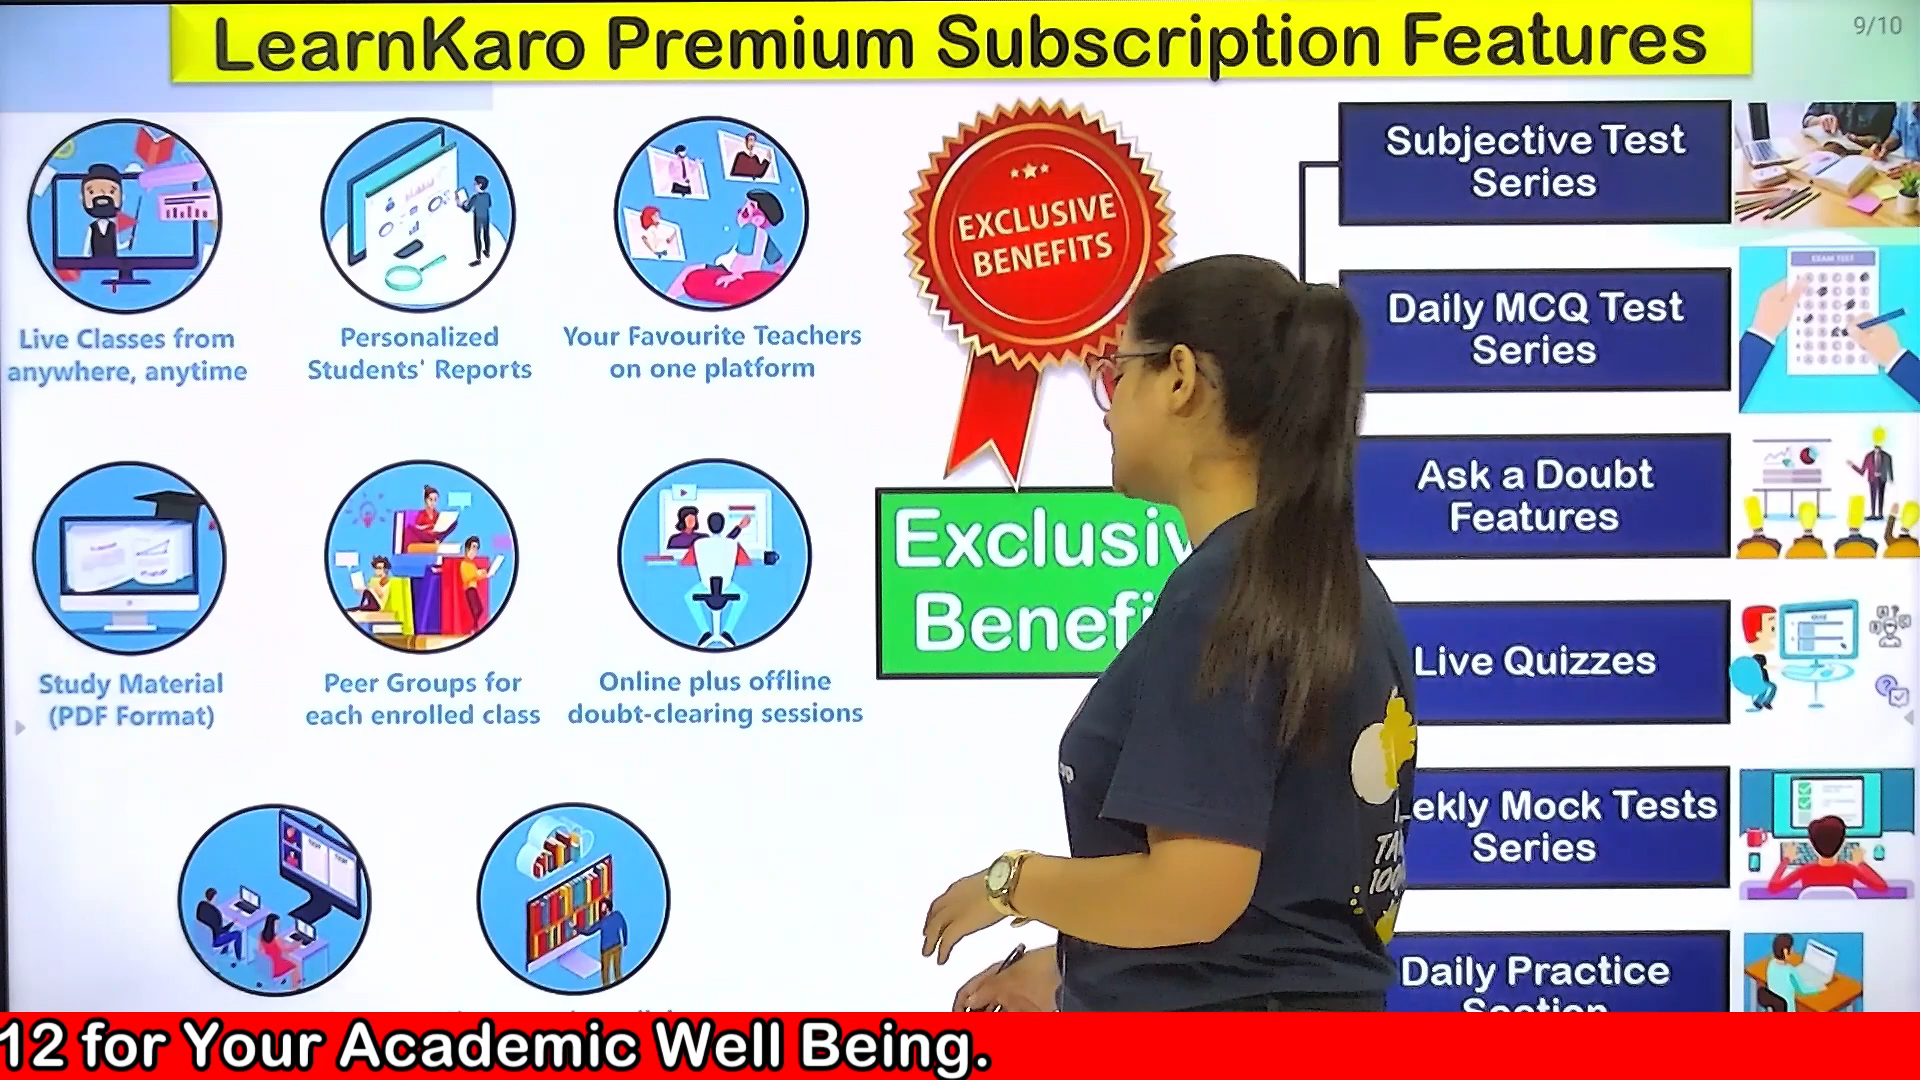 LearnKaro Premium Subscription Features
9/10
Live Classes from
anywhere, anytime
Personalized
Students' Reports
Your Favourite Teachers
on one platform
Study Material
(PDF Format)
Peer Groups for
each enrolled class
Online plus offline
doubt-clearing sessions
EXCLUSIVE
BENEFITS
Exclusiv
Benefi
Subjective Test
Series
EXAM TEST
Daily MCQ Test
Series
Ask a Doubt
Features
Live Quizzes
ekly Mock Tests
Series
Daily Practice
Section
12 for Your Academic Well Being.